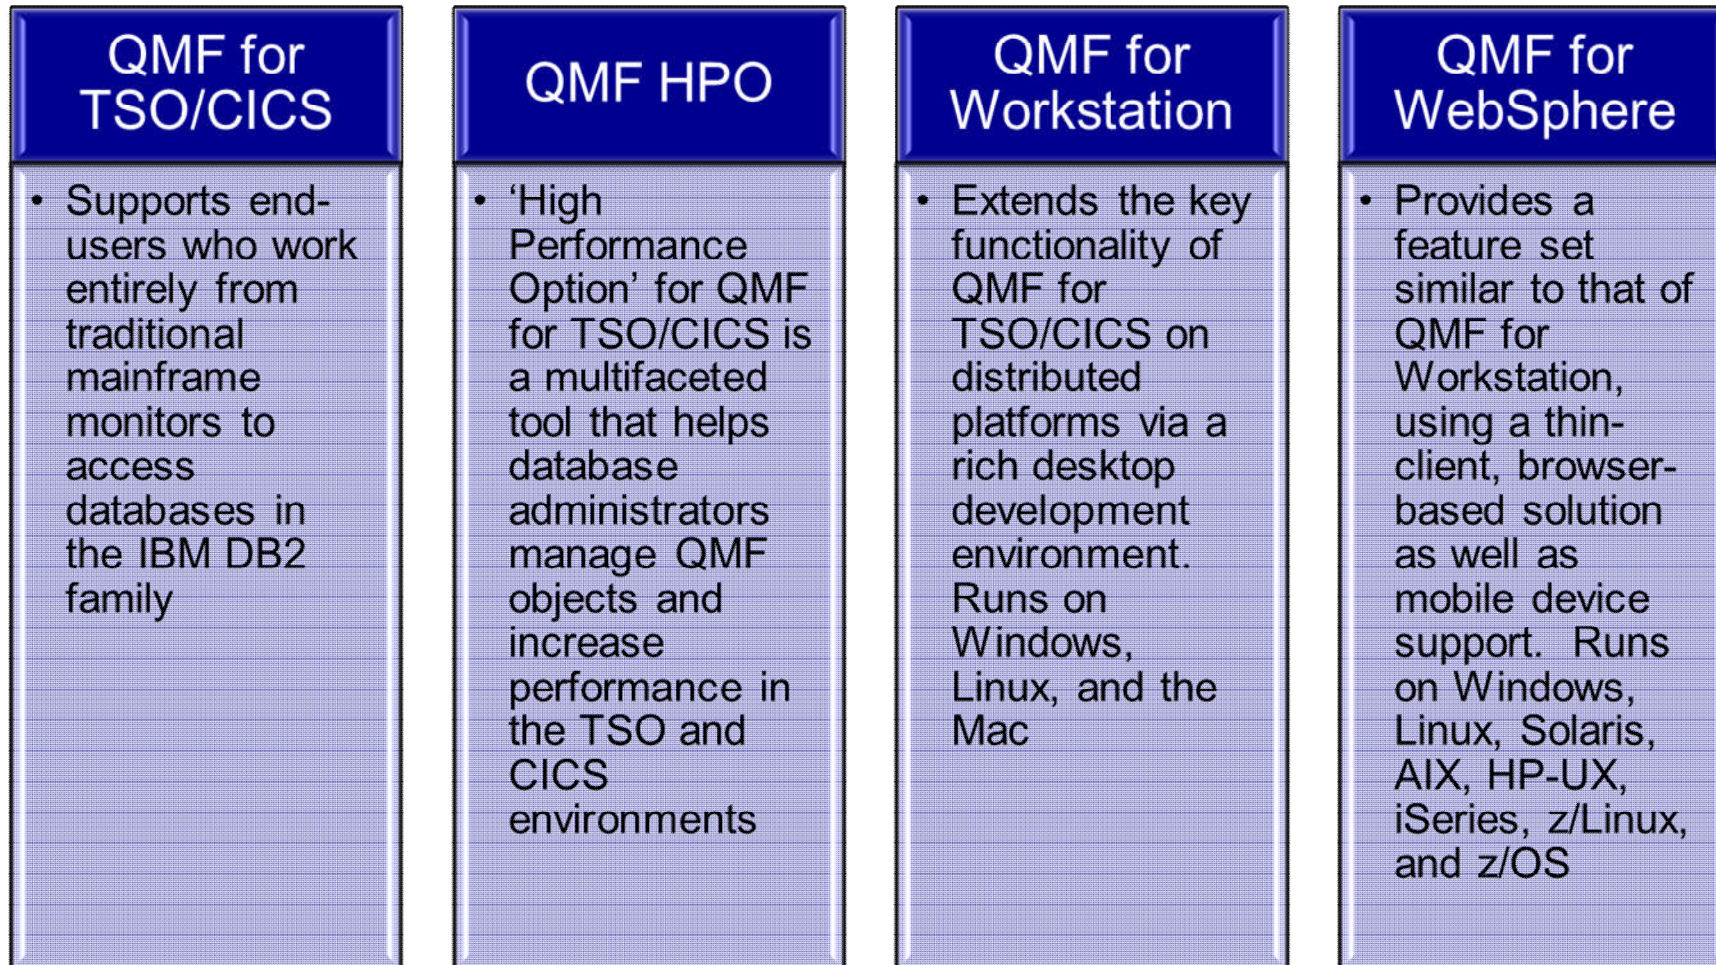 QMF for
TSO/CICS
• Supports end-
users who work
entirely from
traditional
mainframe
monitors to
access
databases in
the IBM DB2
family
QMF HPO
• ‘High
Performance
Option’ for QMF
for TSO/CICS is
a multifaceted
tool that helps
database
administrators
manage QMF
objects and
increase
performance in
the TSO and
CICS
environments
QMF for
Workstation
• Extends the key
functionality of
QMF for
TSO/CICS on
distributed
platforms via a
rich desktop
development
environment.
Runs on
Windows,
Linux, and the
Mac
QMF for
WebSphere
• Provides a
feature set
similar to that of
QMF for
Workstation,
using a thin-
client, browser-
based solution
as well as
mobile device
support. Runs
on Windows,
Linux, Solaris,
AIX, HP-UX,
iSeries, z/Linux,
and z/OS